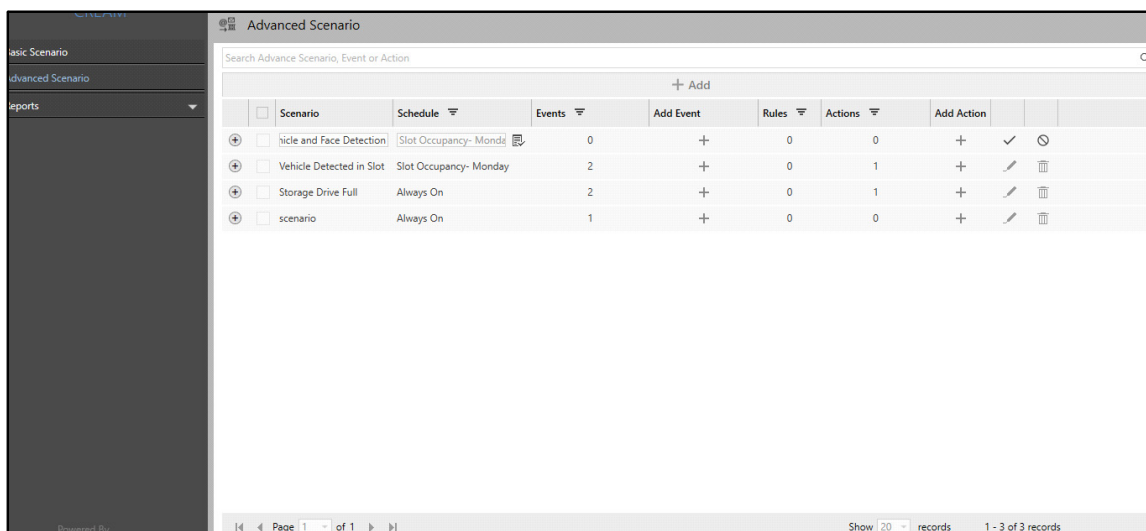 CREAM
Advanced Scenario
Basic Scenario
Search Advance Scenario, Event or Action
Advanced Scenario
+ Add
Reports
Scenario Schedule Events Add Event Rules Actions Add Action
hicle and Face Detection Slot Occupancy- Monda 0 + 0 0 +
Vehicle Detected in Slot Slot Occupancy- Monday 2 + 0 1 +
Storage Drive Full Always On 2 + 0 1 +
scenario Always On 1 + 0 0 +
Powered By
Page 1 of 1 Show 20 records 1 - 3 of 3 records